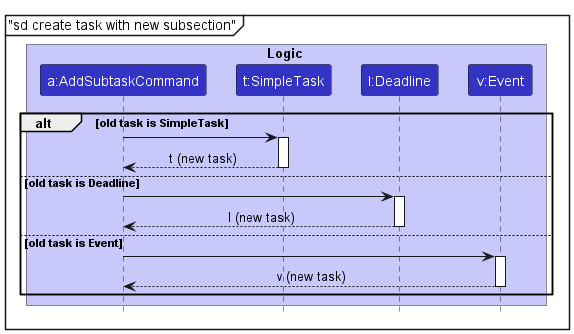 "sd create task with new subsection"
Logic
a:AddSubtaskCommand t:SimpleTask l:Deadline v:Event
alt [old task is SimpleTask]
t (new task)
[old task is Deadline]
l (new task)
[old task is Event]
v (new task)